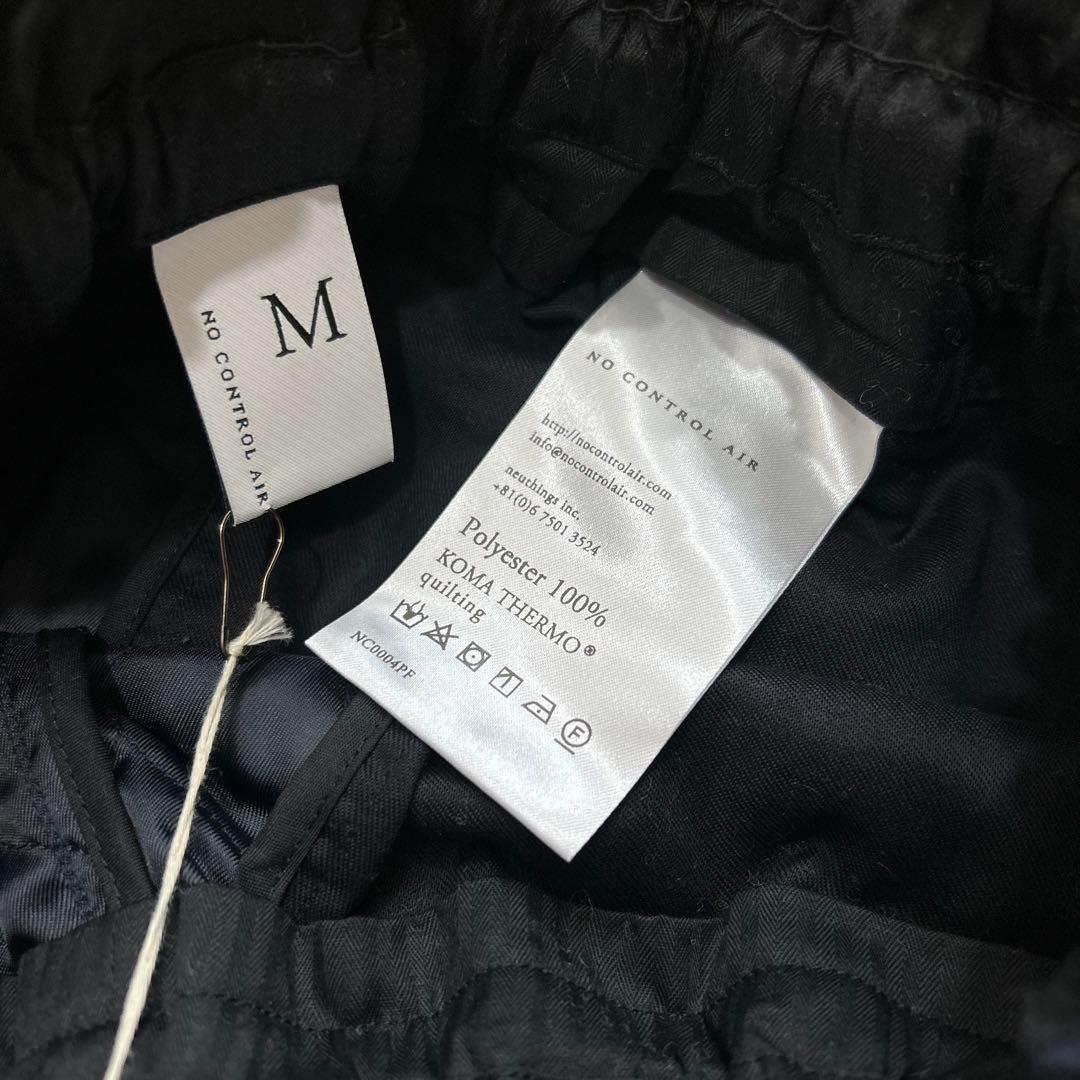 M
NO CONTROL AIR
NO CONTROL AIR
http://nocontrolair.com
info@nocontrolair.com
neuthings inc.
+81(0)6 7501 3524
Polyester 100%
KOMA THERMO®
quilting
F
NC0004PF